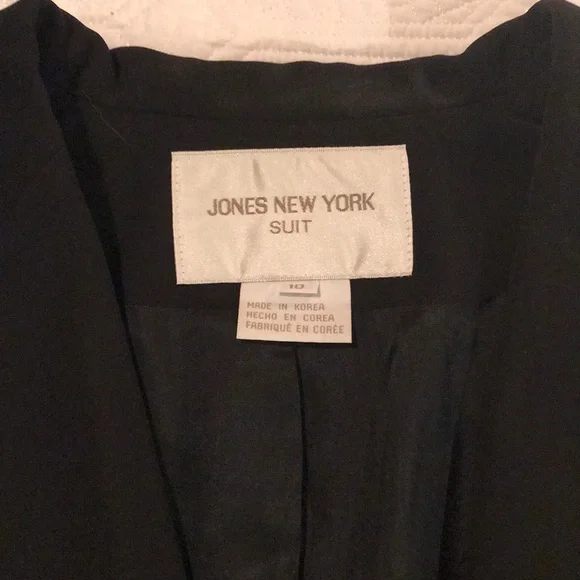 JONES NEW YORK
SUIT
10
MADE IN KOREA
HECHO EN COREA
FABRIQUÉ EN CORÉE